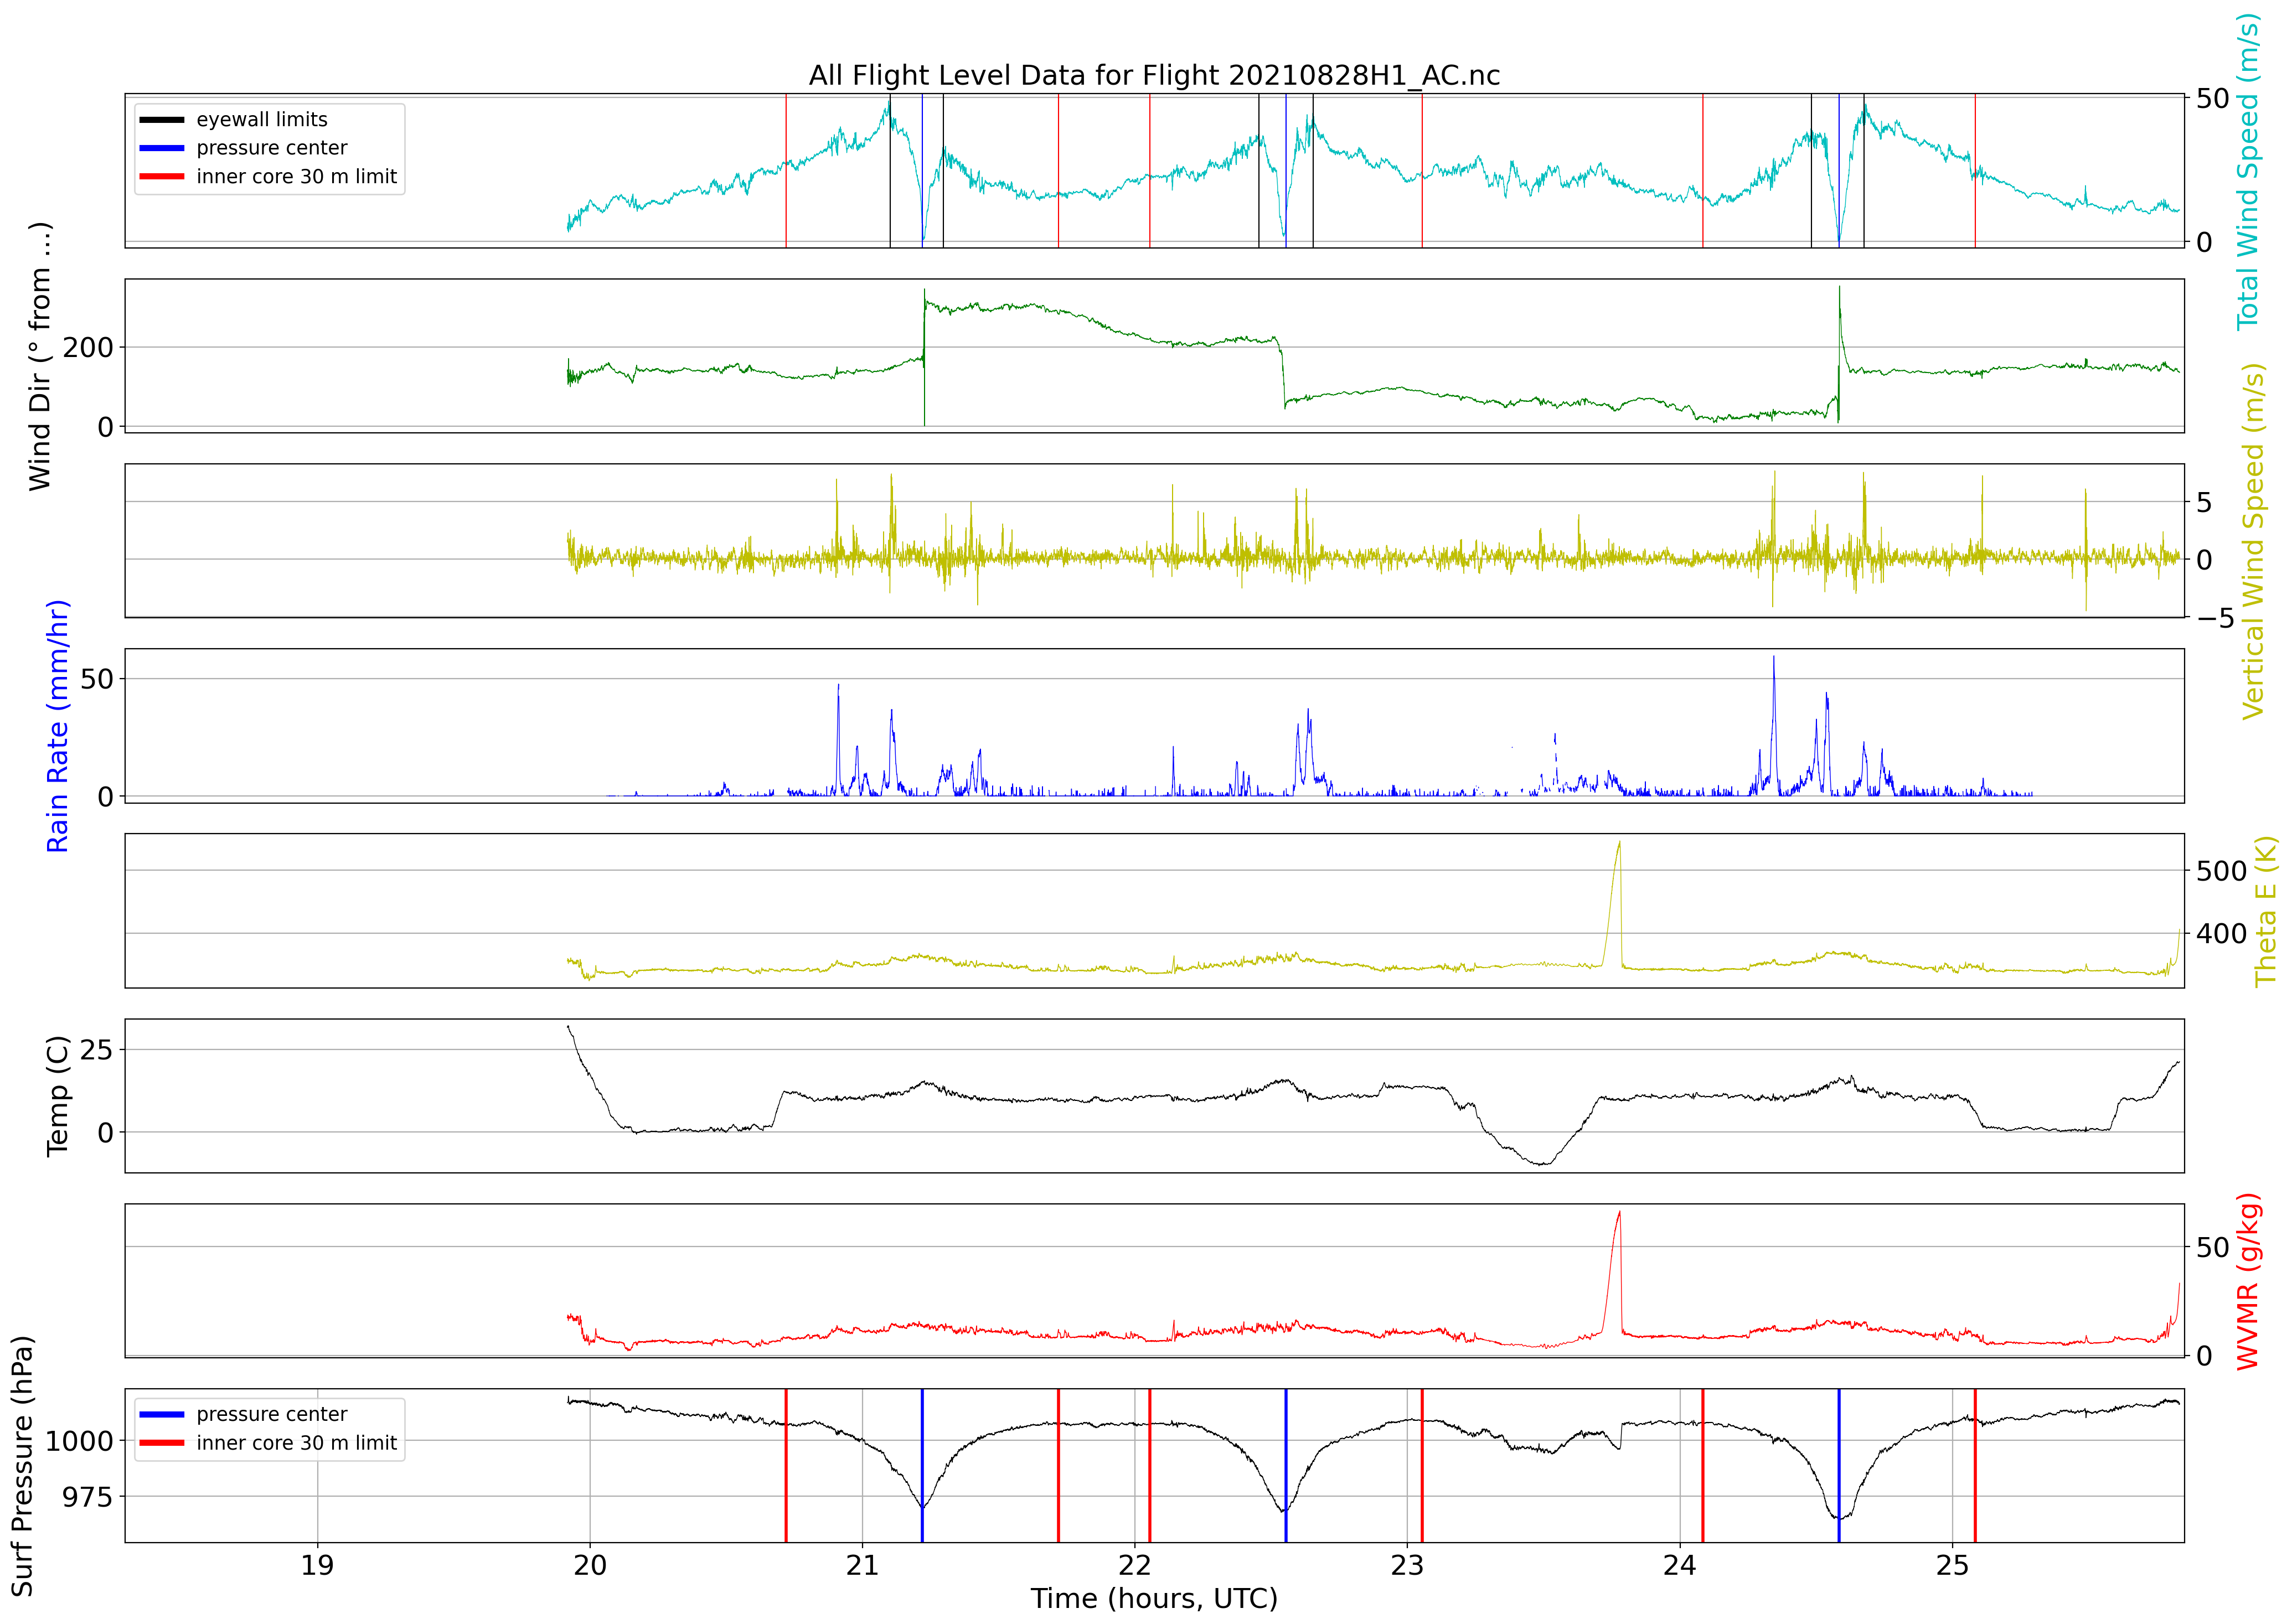 All Flight Level Data for Flight 20210828H1_AC.nc
eyewall limits
pressure center
inner core 30 m limit
50
0
Total Wind Speed (m/s)
Wind Dir (° from ...)
200
0
5
0
−5
Vertical Wind Speed (m/s)
Rain Rate (mm/hr)
50
0
500
400
Theta E (K)
Temp (C)
25
0
50
0
WVMR (g/kg)
Surf Pressure (hPa)
1000
975
pressure center
inner core 30 m limit
19 20 21 22 23 24 25
Time (hours, UTC)